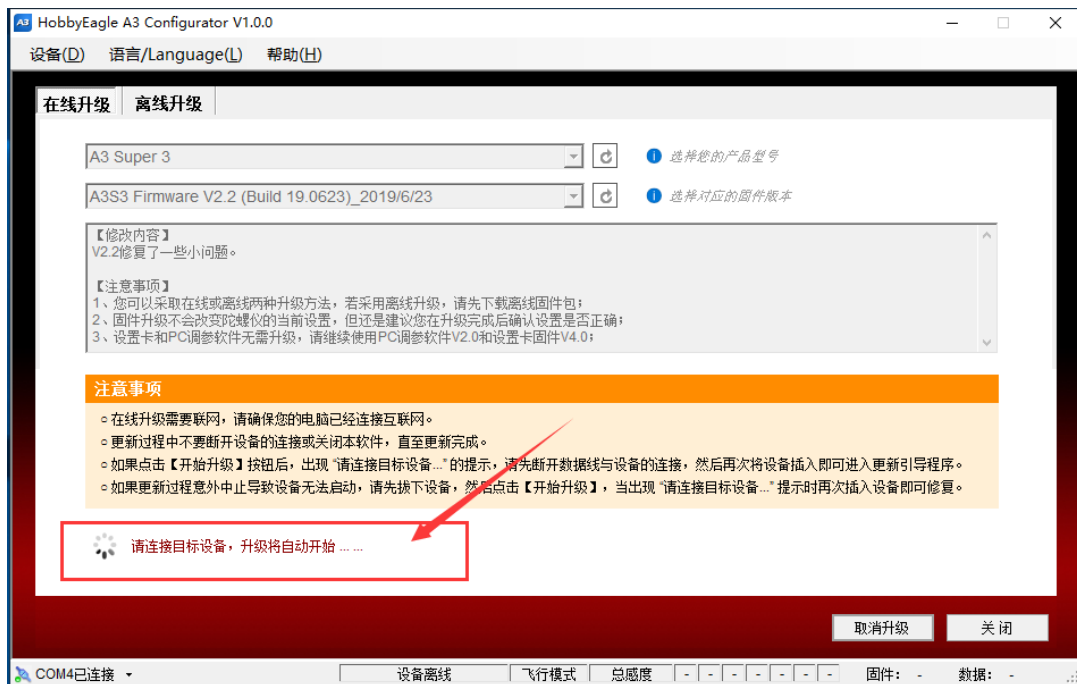 A3 HobbyEagle A3 Configurator V1.0.0
设备(D) 语言/Language(L) 帮助(H)
在线升级 离线升级
A3 Super 3 选择您的产品型号
A3S3 Firmware V2.2 (Build 19.0623)_2019/6/23 选择对应的固件版本
【修改内容】
V2.2修复了一些小问题。
【注意事项】
1、您可以采取在线或离线两种升级方法，若采用离线升级，请先下载离线固件包；
2、固件升级不会改变陀螺仪的当前设置，但还是建议您在升级完成后确认设置是否正确；
3、设置卡和PC调参软件无需升级，请继续使用PC调参软件V2.0和设置卡固件V4.0；
注意事项
○在线升级需要联网，请确保您的电脑已经连接互联网。
○更新过程中不要断开设备的连接或关闭本软件，直至更新完成。
○如果点击【开始升级】按钮后，出现 “请连接目标设备...” 的提示，请先断开数据线与设备的连接，然后再次将设备插入即可进入更新引导程序。
○如果更新过程意外中止导致设备无法启动，请先拔下设备，然后点击【开始升级】，当出现 “请连接目标设备...” 提示时再次插入设备即可修复。
请连接目标设备，升级将自动开始 ... ...
取消升级 关闭
COM4已连接 设备离线 飞行模式 总感度 - - - - - - - 固件： - 数据： -